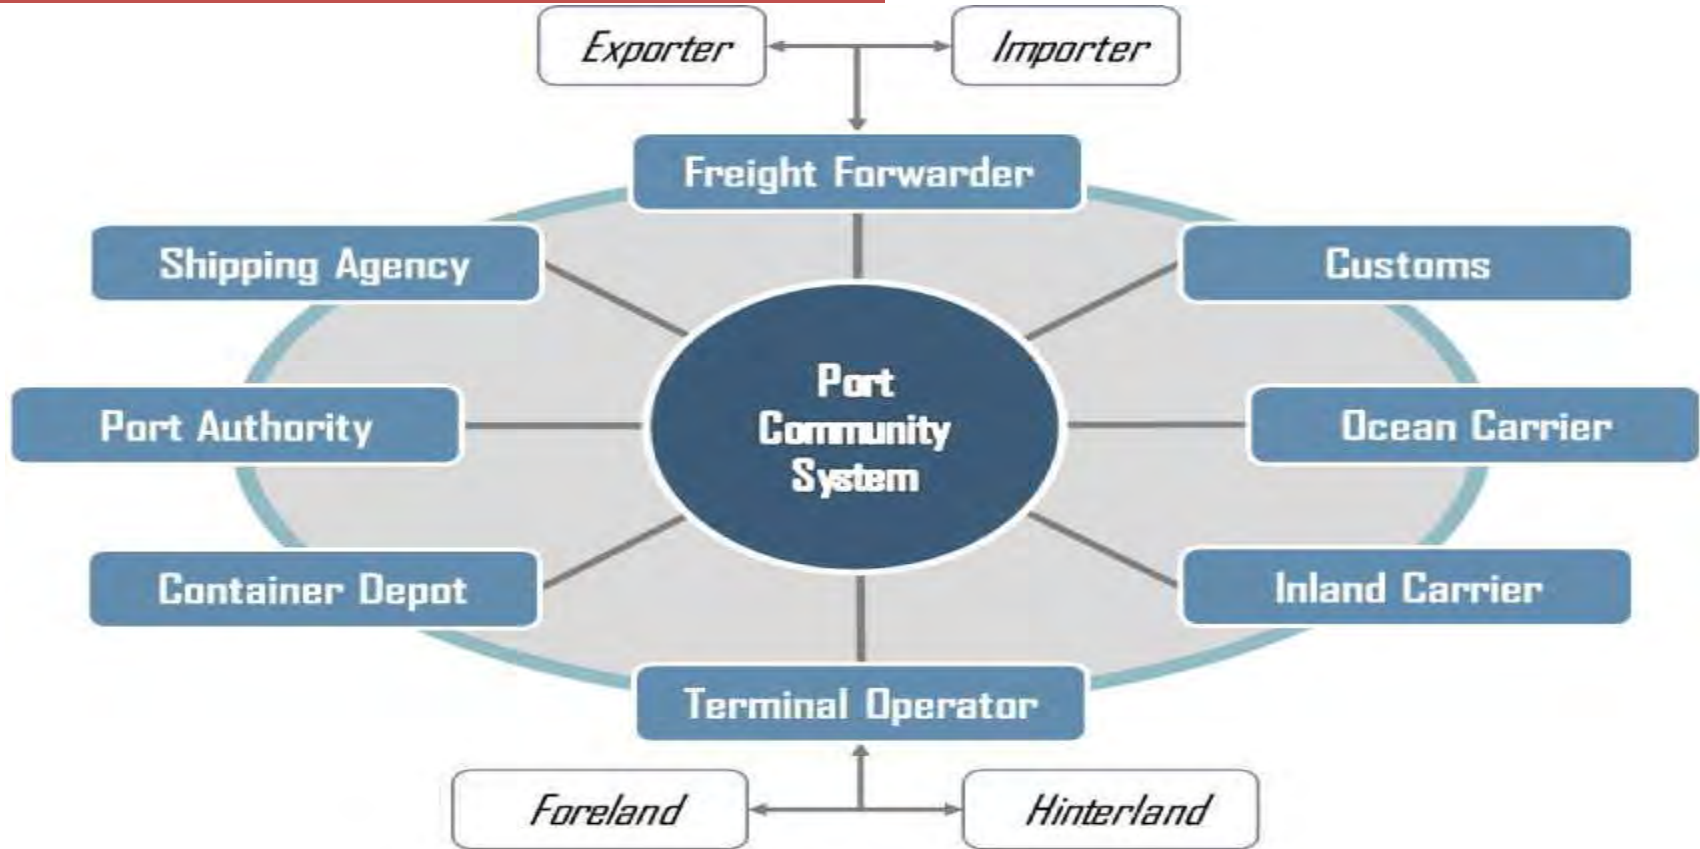 Exporter
Importer
Freight Forwarder
Shipping Agency
Customs
Port
Community
System
Port Authority
Ocean Carrier
Container Depot
Inland Carrier
Terminal Operator
Foreland
Hinterland